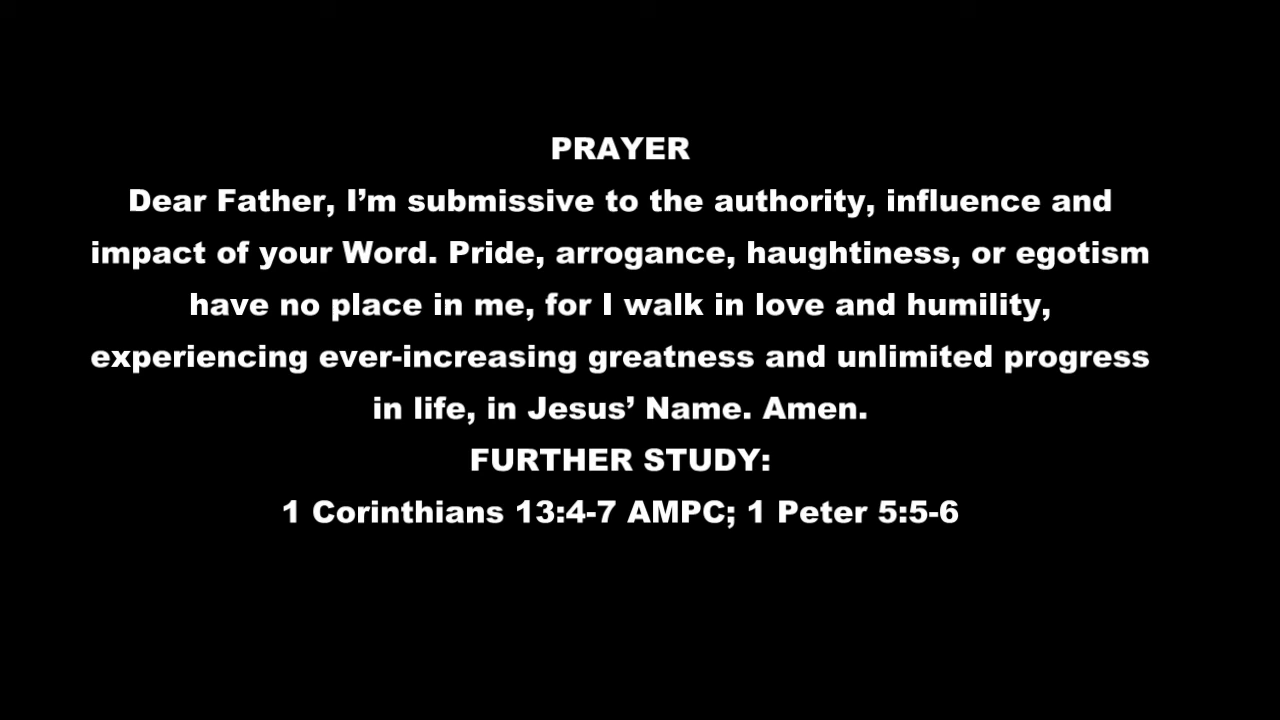 PRAYER
Dear Father, I’m submissive to the authority, influence and
impact of your Word. Pride, arrogance, haughtiness, or egotism
have no place in me, for I walk in love and humility,
experiencing ever-increasing greatness and unlimited progress
in life, in Jesus’ Name. Amen.
FURTHER STUDY:
1 Corinthians 13:4-7 AMPC; 1 Peter 5:5-6